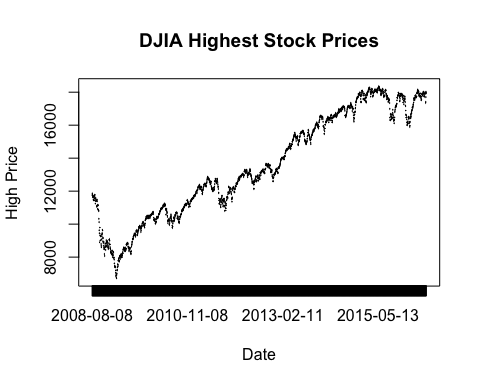 DJIA Highest Stock Prices
High Price
16000
12000
8000
2008-08-08 2010-11-08 2013-02-11 2015-05-13
Date